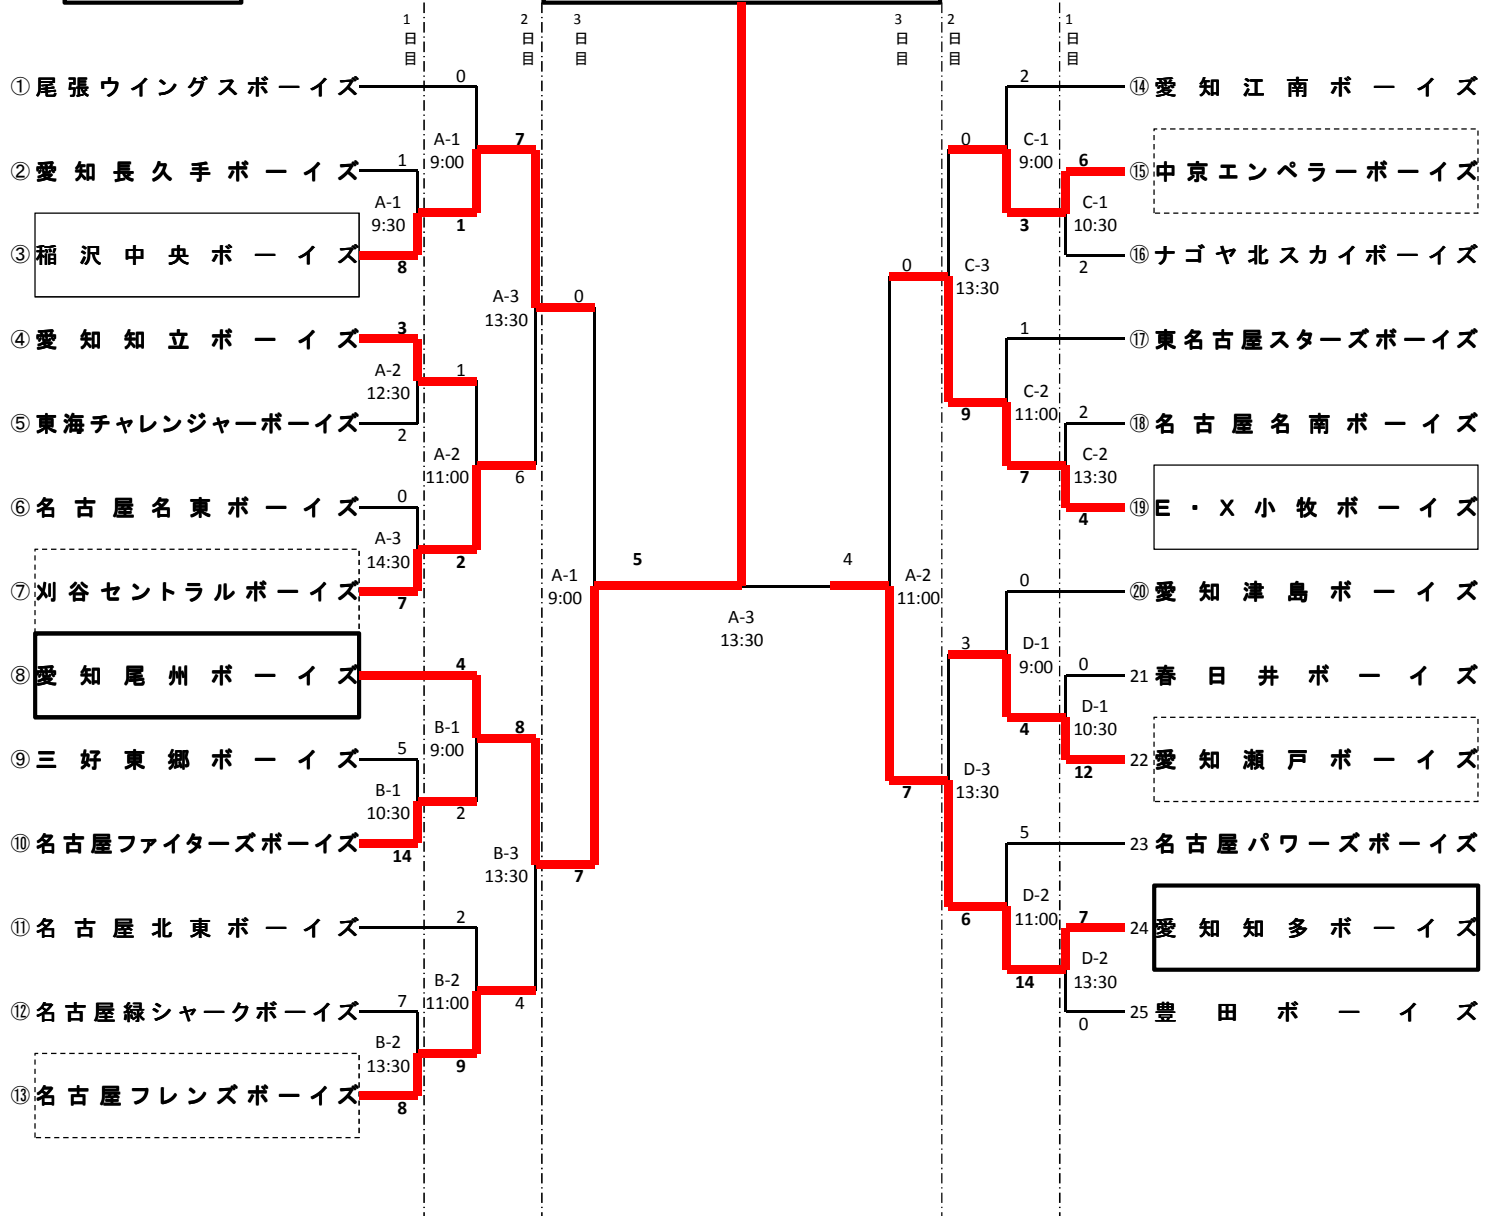 1日目
2日目
3日目
3日目
2日目
1日目
①尾張ウイングスボーイズ
0
②愛知長久手ボーイズ
1
A-1
9:30
A-1
9:00
7
1
③稲沢中央ボーイズ
8
A-3
13:30
0
④愛知知立ボーイズ
3
A-2
12:30
1
⑤東海チャレンジャーボーイズ
2
A-2
11:00
6
⑥名古屋名東ボーイズ
0
A-3
14:30
2
⑦刈谷セントラルボーイズ
7
A-1
9:00
5
⑧愛知尾州ボーイズ
4
B-1
9:00
8
⑨三好東郷ボーイズ
5
B-1
10:30
2
⑩名古屋ファイターズボーイズ
14
B-3
13:30
7
⑪名古屋北東ボーイズ
2
B-2
11:00
4
⑫名古屋緑シャークボーイズ
7
B-2
13:30
9
⑬名古屋フレンズボーイズ
8
A-3
13:30
4
A-2
11:00
2
⑭愛知江南ボーイズ
0
C-1
9:00
6
⑮中京エンペラーボーイズ
3
C-1
10:30
⑯ナゴヤ北スカイボーイズ
2
0
C-3
13:30
1
⑰東名古屋スターズボーイズ
9
C-2
11:00
2
⑱名古屋名南ボーイズ
7
C-2
13:30
4
⑲E・X小牧ボーイズ
0
⑳愛知津島ボーイズ
3
D-1
9:00
0
21春日井ボーイズ
4
D-1
10:30
12
22愛知瀬戸ボーイズ
7
D-3
13:30
5
23名古屋パワーズボーイズ
6
D-2
11:00
7
24愛知知多ボーイズ
14
D-2
13:30
0
25豊田ボーイズ